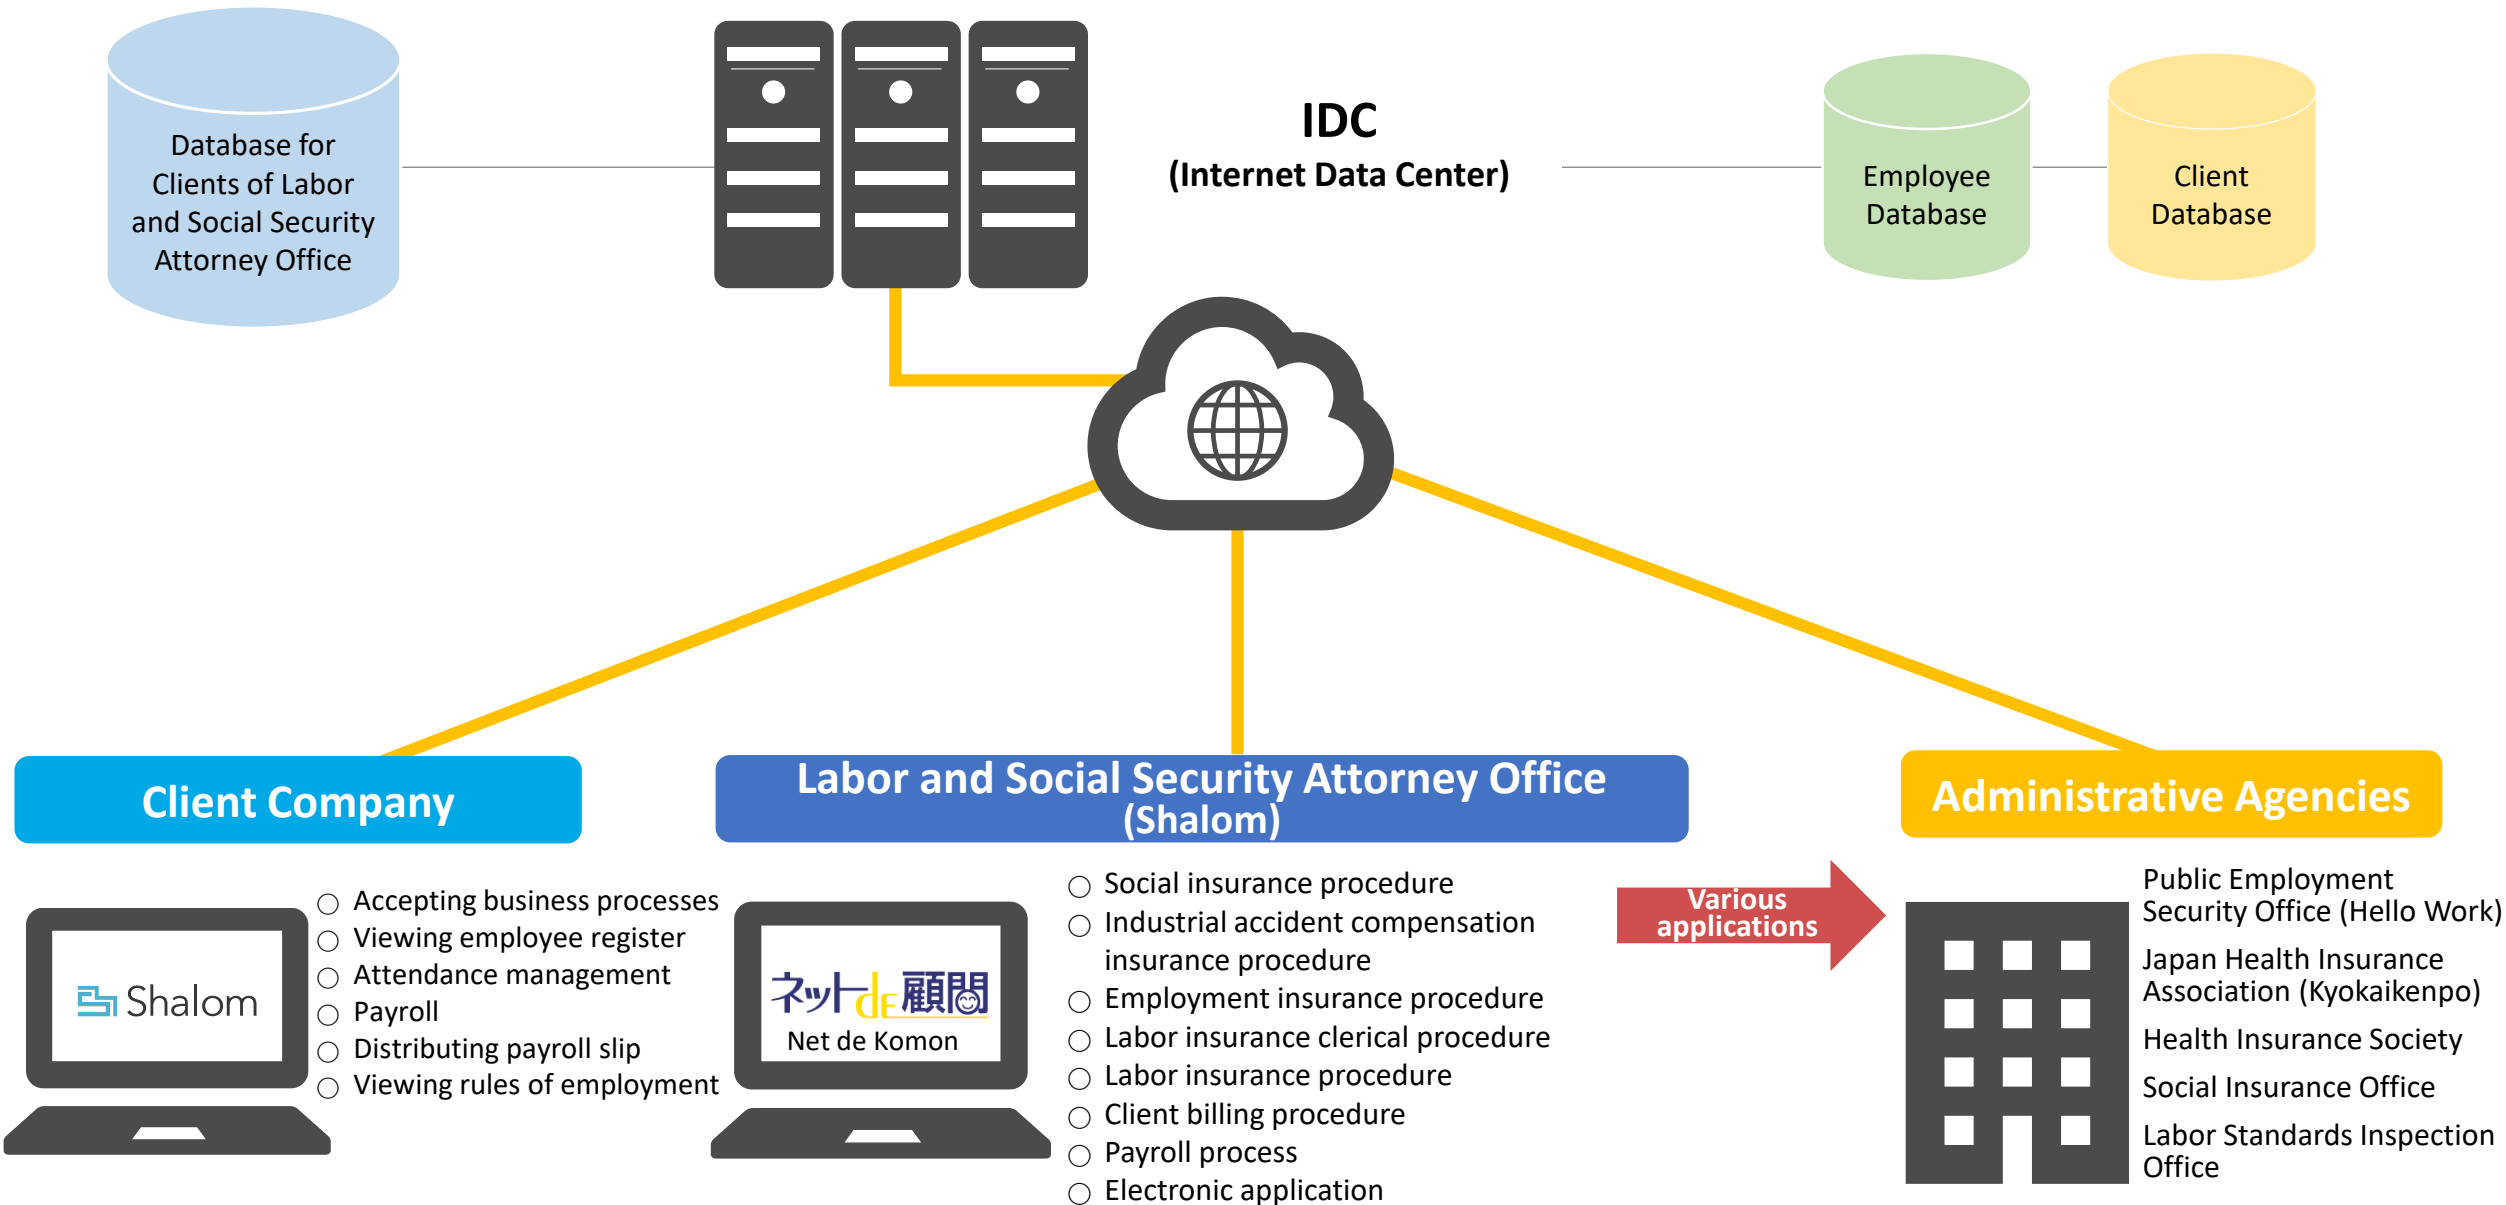 Database for
Clients of Labor
and Social Security
Attorney Office
IDC
(Internet Data Center)
Employee
Database
Client
Database
Client Company
Shalom
○ Accepting business processes
○ Viewing employee register
○ Attendance management
○ Payroll
○ Distributing payroll slip
○ Viewing rules of employment
Labor and Social Security Attorney Office
(Shalom)
ネットde顧問
Net de Komon
○ Social insurance procedure
○ Industrial accident compensation
insurance procedure
○ Employment insurance procedure
○ Labor insurance clerical procedure
○ Labor insurance procedure
○ Client billing procedure
○ Payroll process
○ Electronic application
Various
applications
Administrative Agencies
Public Employment
Security Office (Hello Work)
Japan Health Insurance
Association (Kyokaikenpo)
Health Insurance Society
Social Insurance Office
Labor Standards Inspection
Office